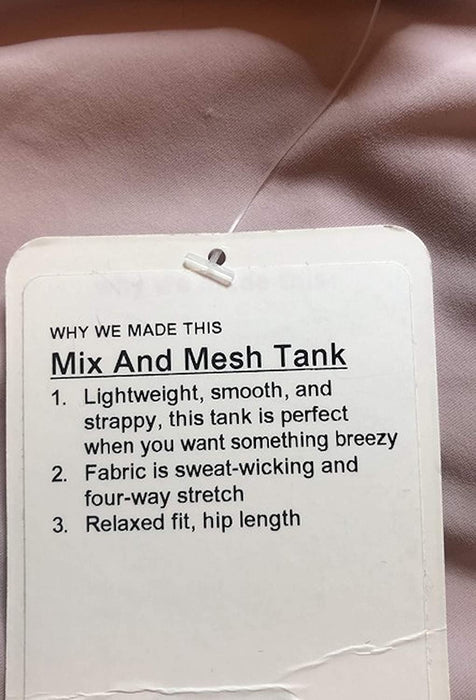 WHY WE MADE THIS
Mix And Mesh Tank
1. Lightweight, smooth, and
strappy, this tank is perfect
when you want something breezy
2. Fabric is sweat-wicking and
four-way stretch
3. Relaxed fit, hip length